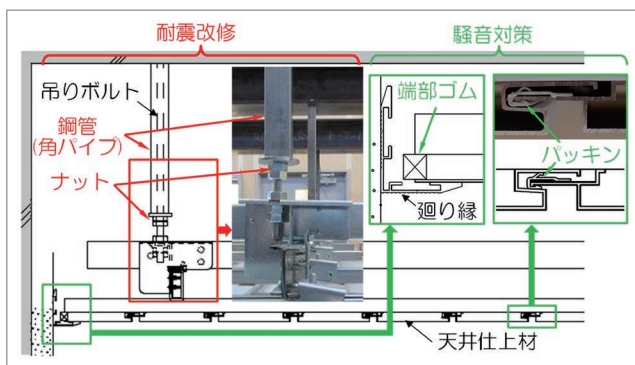 耐震改修
騒音対策
吊りボルト
鋼管
(角パイプ)
ナット
端部ゴム
廻り縁
パッキン
天井仕上材